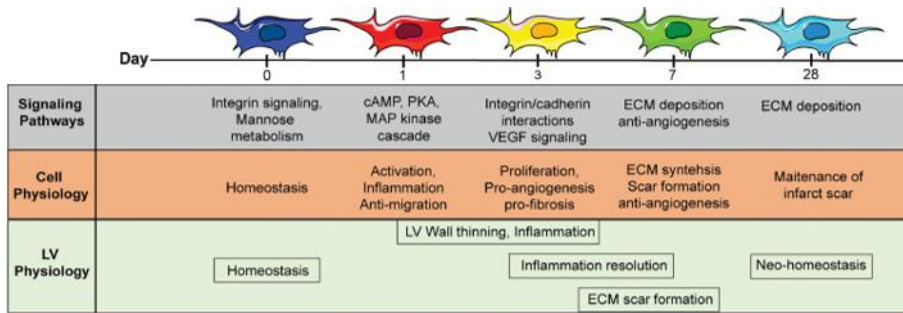 Day
0
1
3
7
28
Signaling
Pathways
Integrin signaling,
Mannose
metabolism
cAMP, PKA,
MAP kinase
cascade
Integrin/cadherin
interactions
VEGF signaling
ECM deposition
anti-angiogenesis
ECM deposition
Cell
Physiology
Homeostasis
Activation,
Inflammation
Anti-migration
Proliferation,
Pro-angiogenesis
pro-fibrosis
ECM syntehsis
Scar formation
anti-angiogenesis
Maitenance of
infarct scar
LV
Physiology
LV Wall thinning, Inflammation
Homeostasis
Inflammation resolution
Neo-homeostasis
ECM scar formation